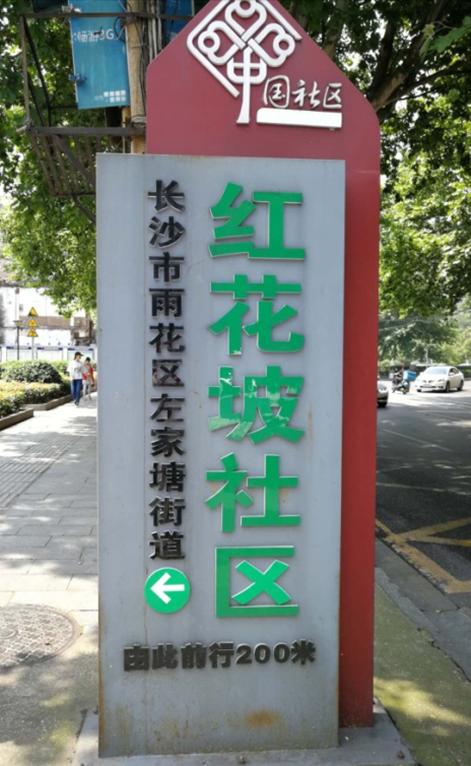 中国社区
红花坡社区
长沙市雨花区左家塘街道
由此前行200米